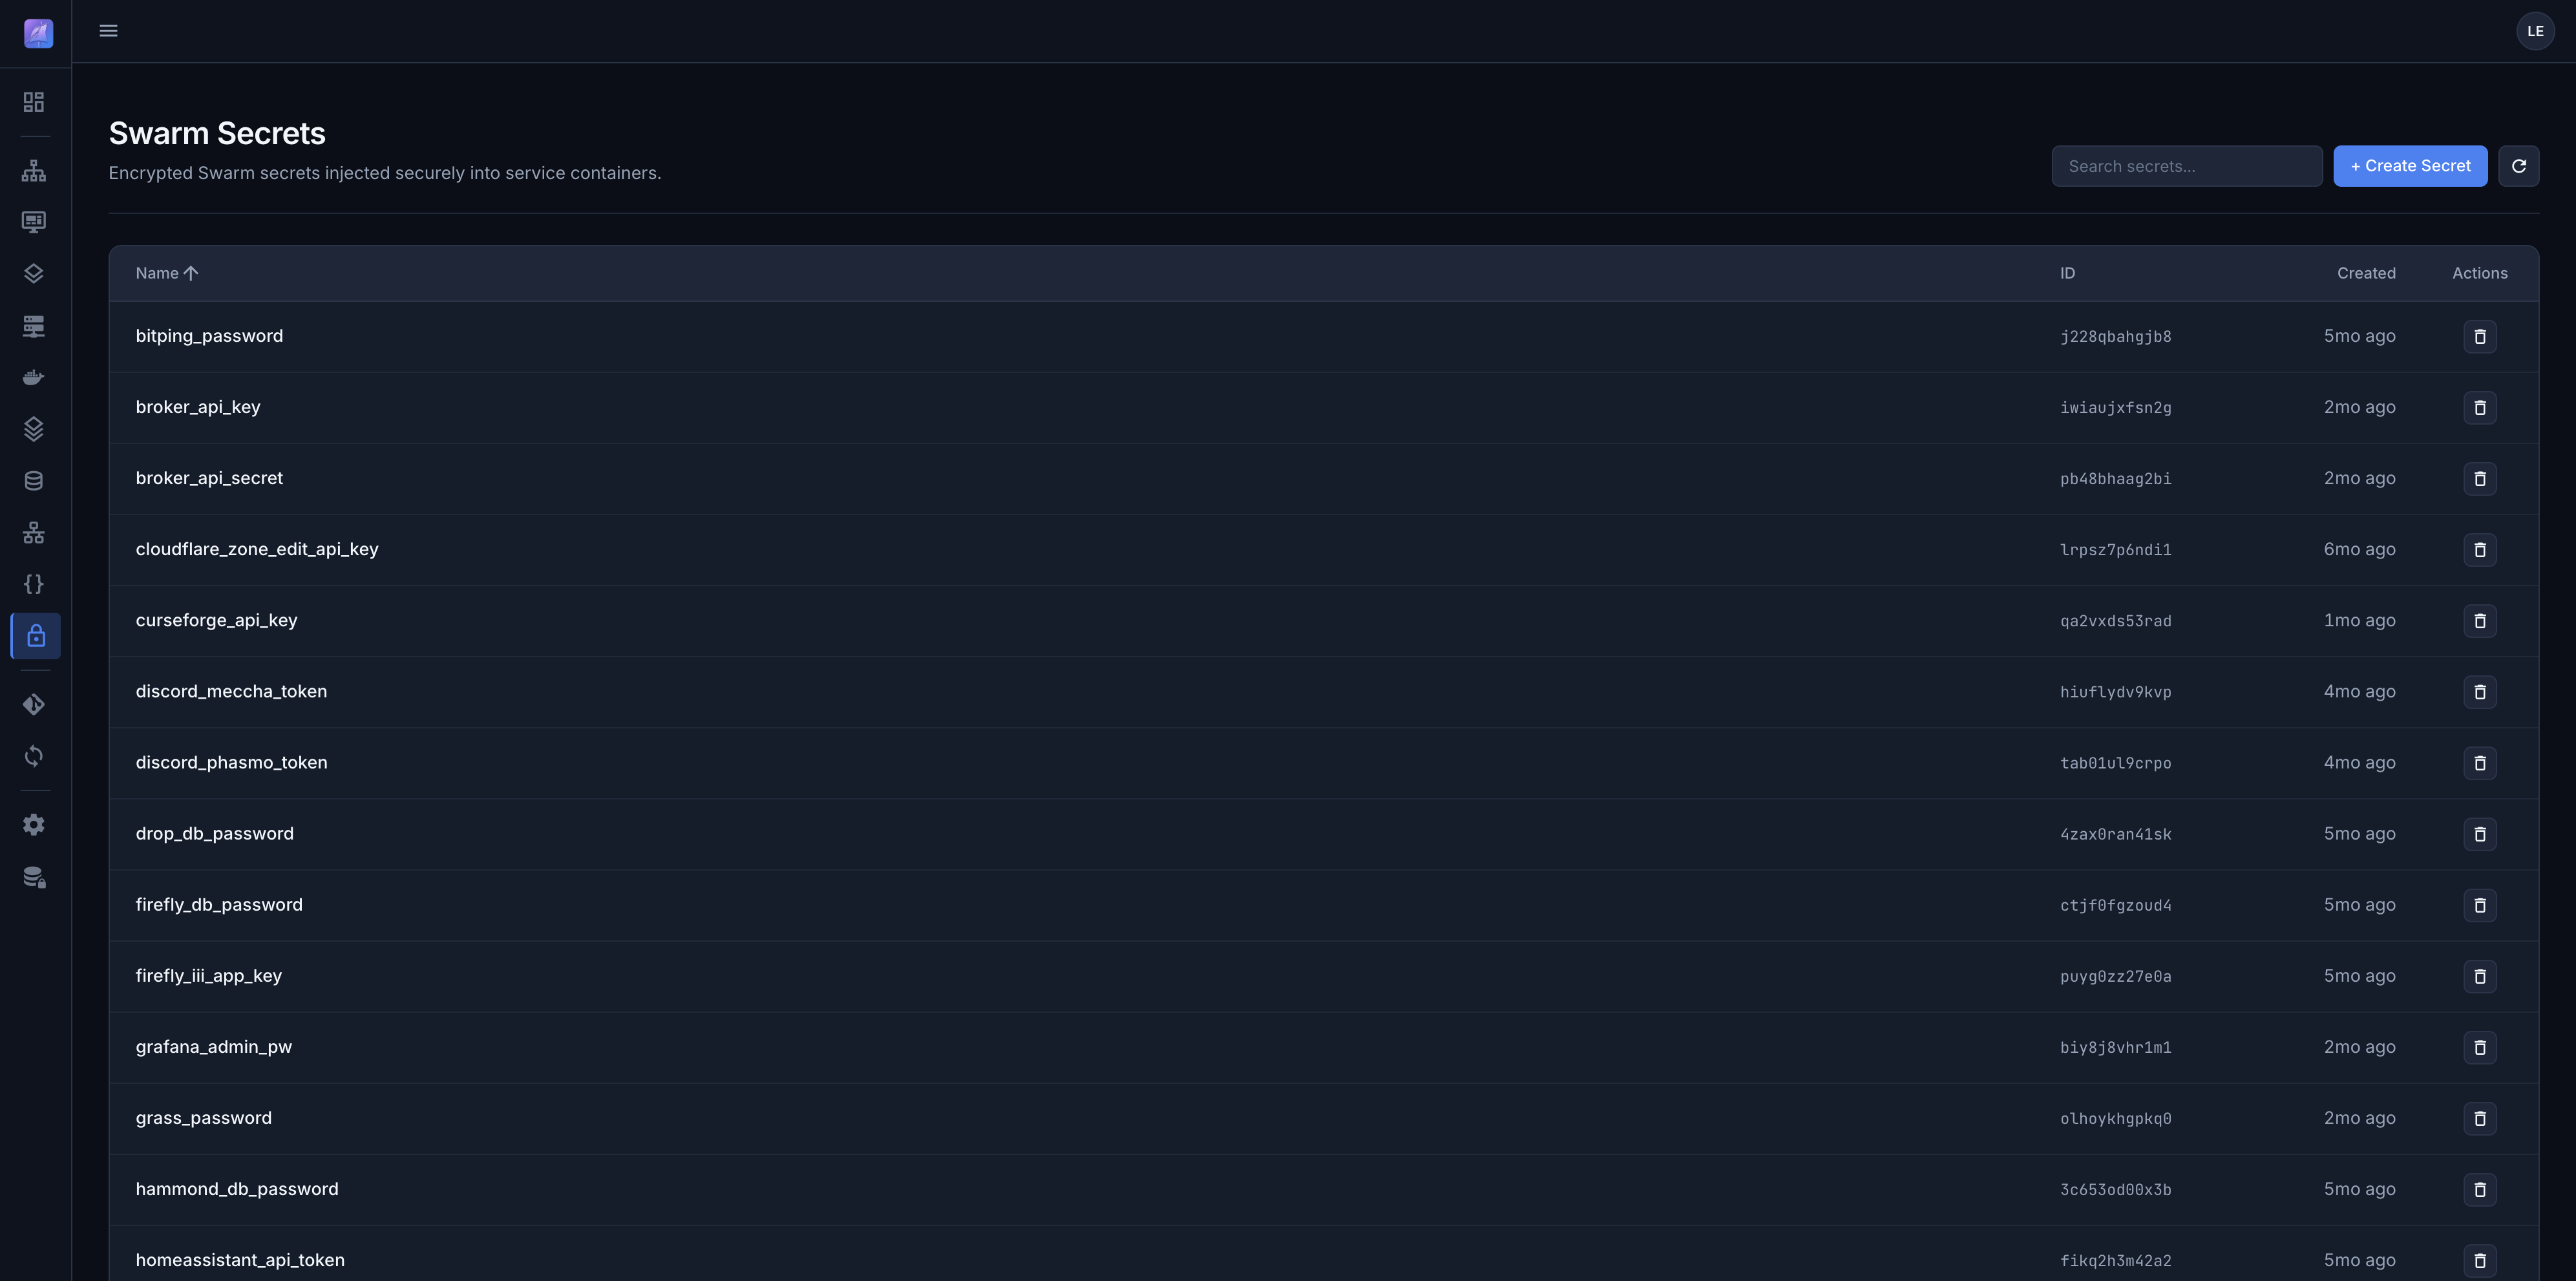 LE
Swarm Secrets
Encrypted Swarm secrets injected securely into service containers.
Search secrets...
+ Create Secret
Name ID Created Actions
bitping_password j228qbahgjb8 5mo ago
broker_api_key iwiaujxfsn2g 2mo ago
broker_api_secret pb48bhaag2bi 2mo ago
cloudflare_zone_edit_api_key lrpsz7p6ndi1 6mo ago
curseforge_api_key qa2vxds53rad 1mo ago
discord_meccha_token hiuflydv9kvp 4mo ago
discord_phasmo_token tab01ul9crpo 4mo ago
drop_db_password 4zax0ran41sk 5mo ago
firefly_db_password ctjf0fgzoud4 5mo ago
firefly_iii_app_key puyg0zz27e0a 5mo ago
grafana_admin_pw biy8j8vhr1m1 2mo ago
grass_password olhoykhgpkq0 2mo ago
hammond_db_password 3c653od00x3b 5mo ago
homeassistant_api_token fikq2h3m42a2 5mo ago